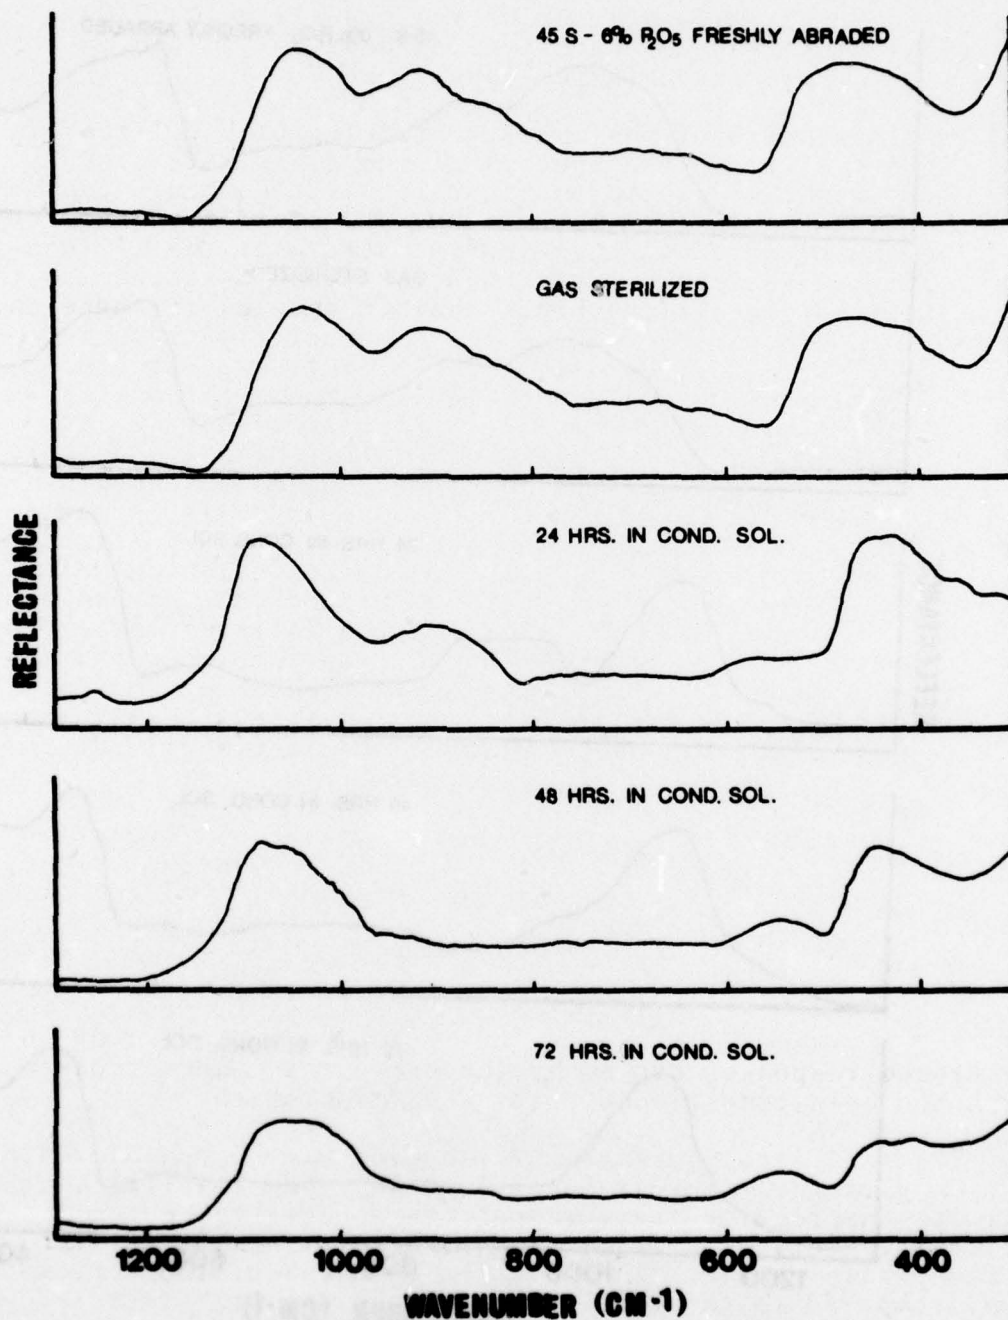 45 S - 6% P₂O₅ FRESHLY ABRADED
GAS STERILIZED
24 HRS. IN COND. SOL.
48 HRS. IN COND. SOL.
72 HRS. IN COND. SOL.
REFLECTANCE
1200 1000 800 600 400
WAVENUMBER (CM-1)